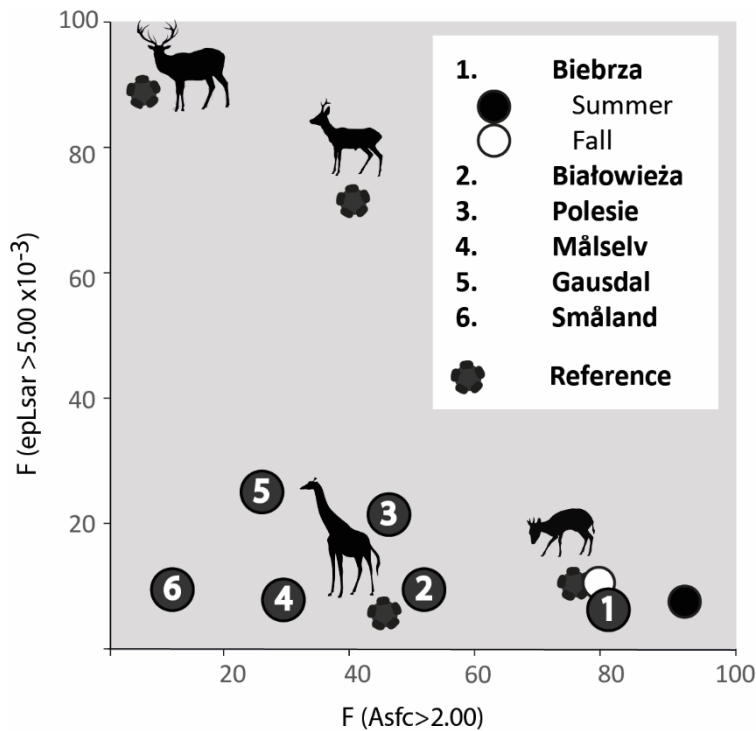 100
80
60
40
20
F (epLsar >5.00 x10⁻³)
1. Biebrza
Summer
Fall
2. Białowieża
3. Polesie
4. Målselv
5. Gausdal
6. Småland
Reference
5
3
6
4
2
1
20 40 60 80 100
F (Asfc>2.00)